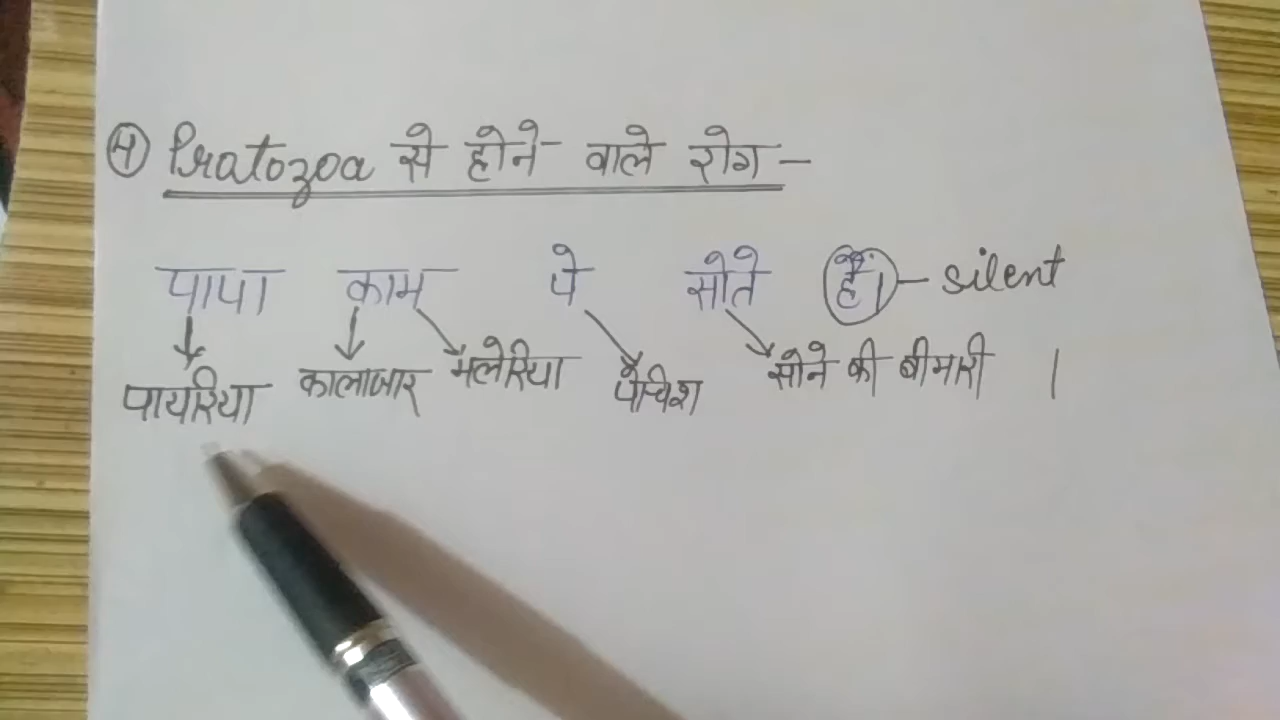 ④ Pratozoa से होने वाले रोग –
पापा काम पे सोते हैं। – silent
पायरिया कालाजार मलेरिया पेचिश सोने की बीमारी ।